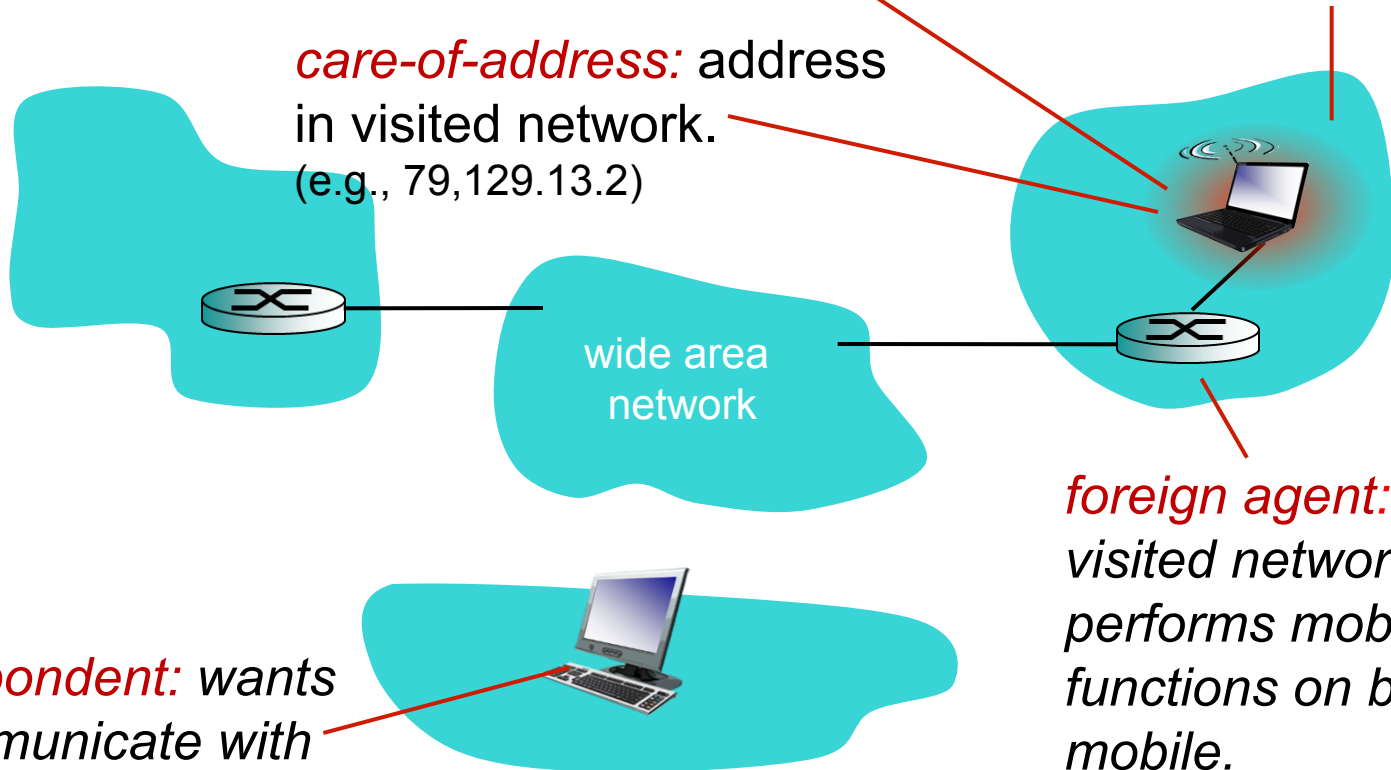 care-of-address: address
in visited network.
(e.g., 79,129.13.2)
wide area
network
foreign agent:
visited networ
performs mob
functions on b
mobile.
pondent: wants
municate with